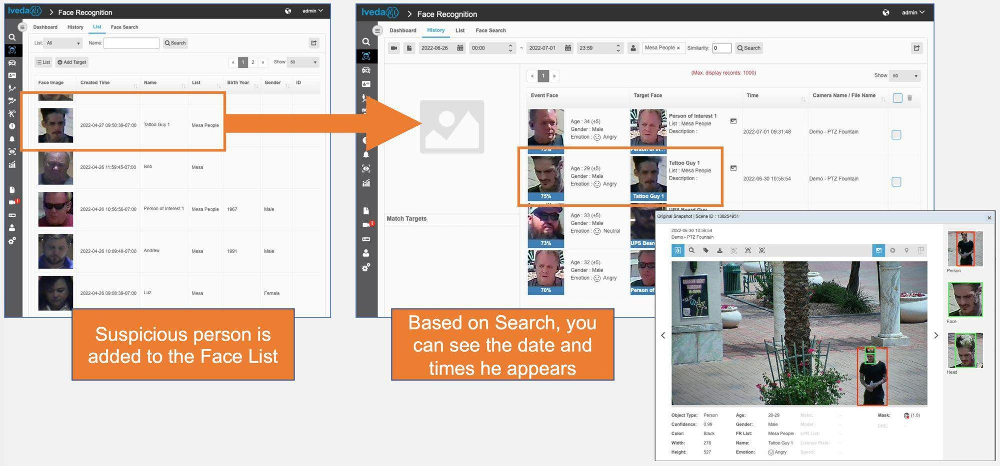 IvedaAI > Face Recognition admin
Dashboard History List Face Search
List: All Name: Search
List Add Target « 1 2 » Show 50
Face Image Created Time Name List Birth Year Gender ID
2022-04-27 09:50:39-07:00 Tattoo Guy 1 Mesa People
2022-04-26 11:59:45-07:00 Bob Mesa
2022-04-26 10:56:56-07:00 Person of Interest 1 Mesa People 1967 Male
2022-04-26 10:09:48-07:00 Andrew Mesa 1991 Male
2022-04-26 09:08:39-07:00 Luz Mesa Female
Suspicious person is
added to the Face List
IvedaAI > Face Recognition admin
Dashboard History List Face Search
2022-06-26 00:00 ~ 2022-07-01 23:59 Mesa People × Similarity: 0 Search
« 1 » (Max. display records: 1000) Show 50
Event Face Target Face Time Camera Name / File Name
Age : 34 (±5)
Gender : Male
Emotion : Angry
75%
Person of Interest 1
List : Mesa People
Description :
Person of In...
2022-07-01 09:31:48 Demo - PTZ Fountain
Age : 29 (±5)
Gender : Male
Emotion : Angry
75%
Tattoo Guy 1
List : Mesa People
Description :
Tattoo Guy 1
2022-06-30 10:56:54 Demo - PTZ Fountain
Match Targets
Age : 33 (±5)
Gender : Male
Emotion : Neutral
73%
UPS Beard Guy
UPS Bear
Age : 32 (±5)
Gender : Male
Emotion : Angry
70%
Person of
Based on Search, you
can see the date and
times he appears
Original Snapshot | Scene ID : 138254951 ×
2022-06-30 10:56:54
Demo - PTZ Fountain
KARAOKE NIGHT
THURSDAY!
Person
Face
Head
Object Type: Person Age: 20-29 Make: - Mask: (1.0)
Confidence: 0.99 Gender: Male Model: - PPE: -
Color: Black FR List: Mesa People LPR List: -
Width: 276 Name: Tattoo Guy 1 License Plate: -
Height: 527 Emotion: Angry Speed: -